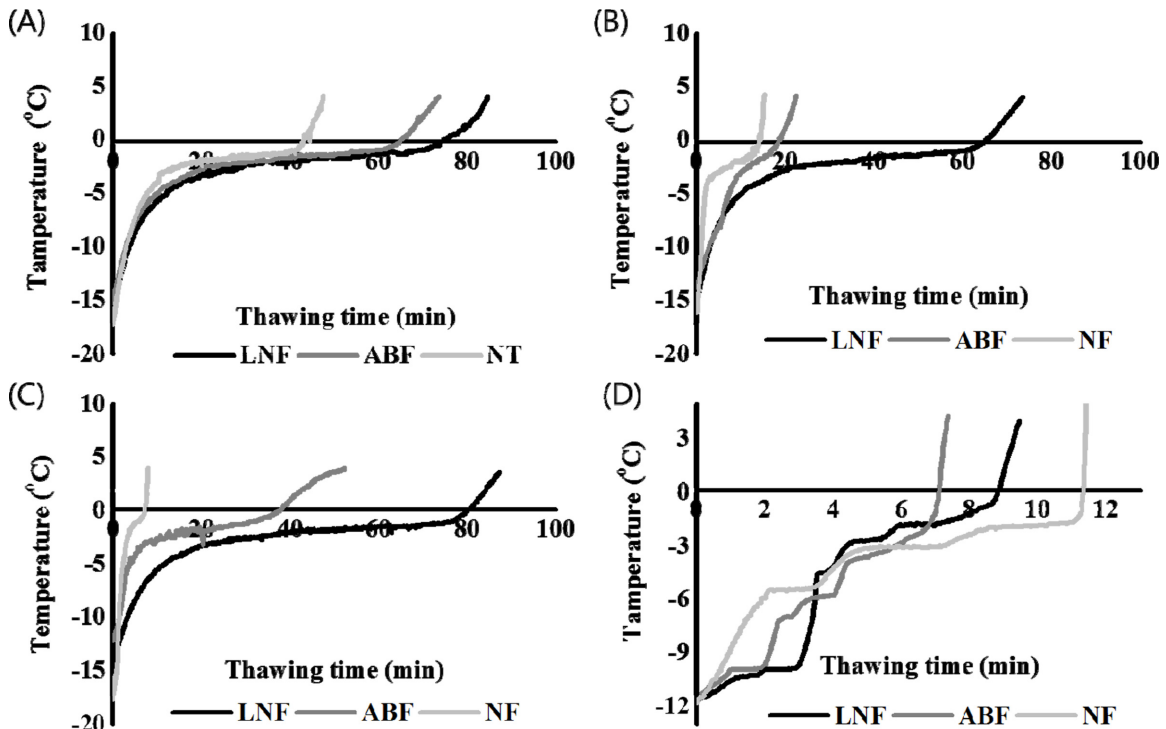 (A)
10
5
0
-5
-10
-15
-20
Tamperature (°C)
0 20 40 60 80 100
Thawing time (min)
LNF ABF NT
(B)
10
5
0
-5
-10
-15
-20
Temperature (°C)
0 20 40 60 80 100
Thawing time (min)
LNF ABF NF
(C)
10
5
0
-5
-10
-15
-20
Temperature (°C)
0 20 40 60 80 100
Thawing time (min)
LNF ABF NF
(D)
3
0
-3
-6
-9
-12
Tamperature (°C)
0 2 4 6 8 10 12
Thawing time (min)
LNF ABF NF